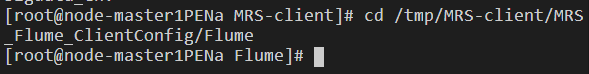 [root@node-master1PENa MRS-client]# cd /tmp/MRS-client/MRS
_Flume_ClientConfig/Flume
[root@node-master1PENa Flume]#